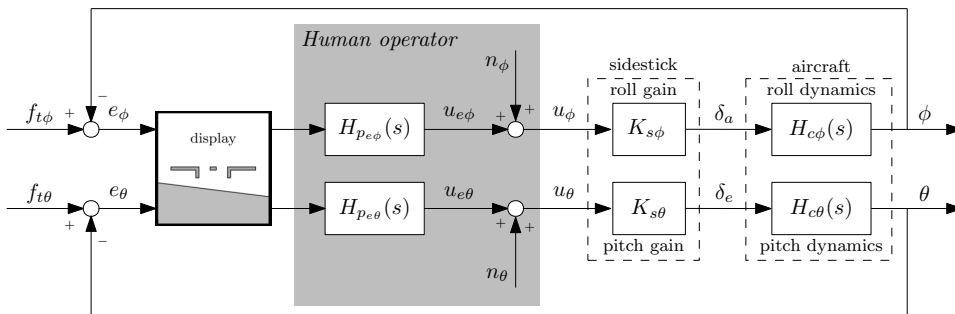 Human operator
n_ϕ
sidestick
roll gain
aircraft
roll dynamics
f_{tϕ}
+
−
e_ϕ
display
H_{p_{eϕ}}(s)
u_{eϕ}
+
+
u_ϕ
K_{sϕ}
δ_a
H_{cϕ}(s)
ϕ
f_{tθ}
+
−
e_θ
H_{p_{eθ}}(s)
u_{eθ}
+
+
u_θ
K_{sθ}
δ_e
H_{cθ}(s)
θ
pitch gain
pitch dynamics
n_θ